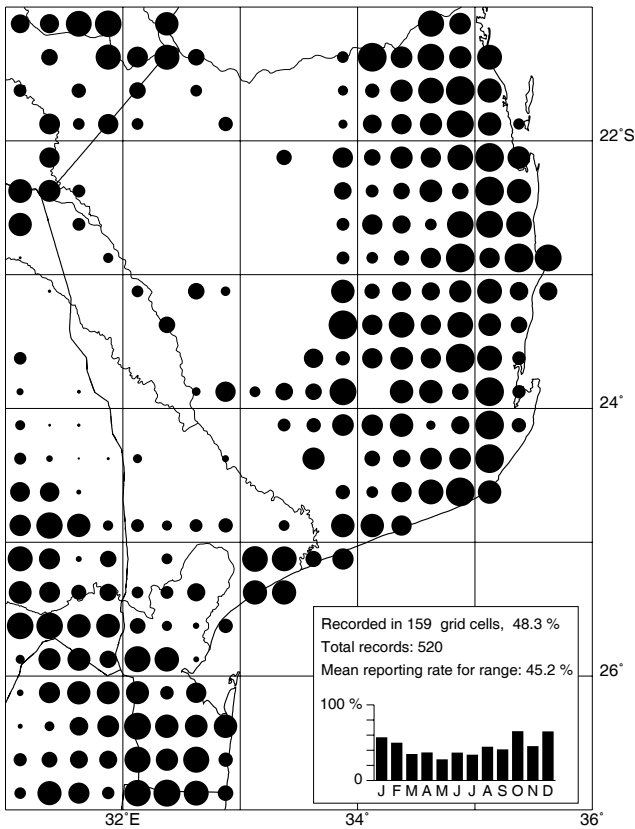 22˚S
24˚
Recorded in 159 grid cells, 48.3 %
Total records: 520
Mean reporting rate for range: 45.2 %
26˚
100 %
0
J F M A M J J A S O N D
32˚E
34˚
36˚